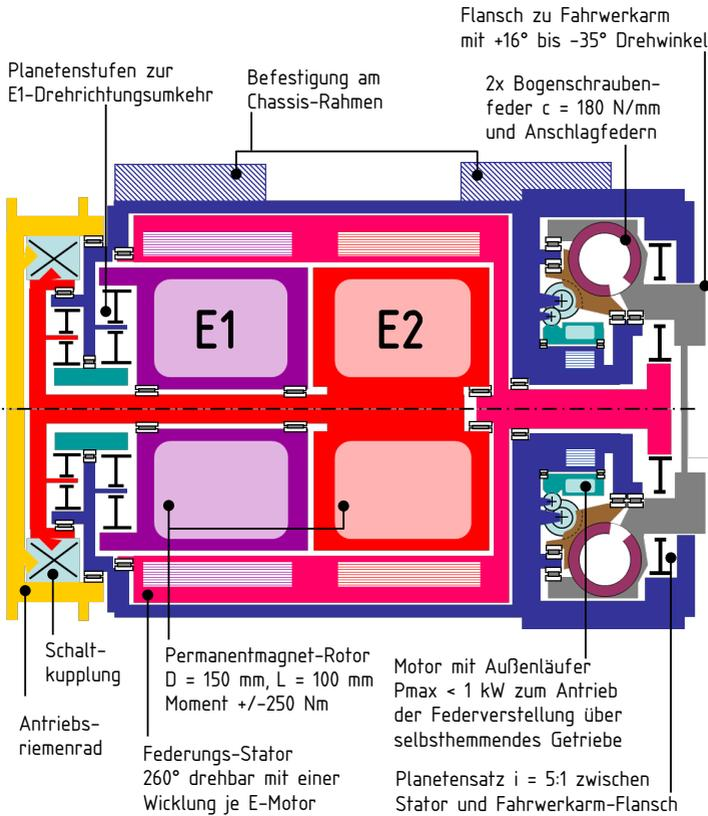 Flansch zu Fahrwerkarm
mit +16° bis -35° Drehwinkel
Planetenstufen zur
E1-Drehrichtungsumkehr
Befestigung am
Chassis-Rahmen
2x Bogenschrauben-
feder c = 180 N/mm
und Anschlagfedern
E1
E2
Schalt-
kupplung
Antriebs-
riemenrad
Permanentmagnet-Rotor
D = 150 mm, L = 100 mm
Moment +/-250 Nm
Federungs-Stator
260° drehbar mit einer
Wicklung je E-Motor
Motor mit Außenläufer
Pmax < 1 kW zum Antrieb
der Federverstellung über
selbsthemmendes Getriebe
Planetensatz i = 5:1 zwischen
Stator und Fahrwerkarm-Flansch